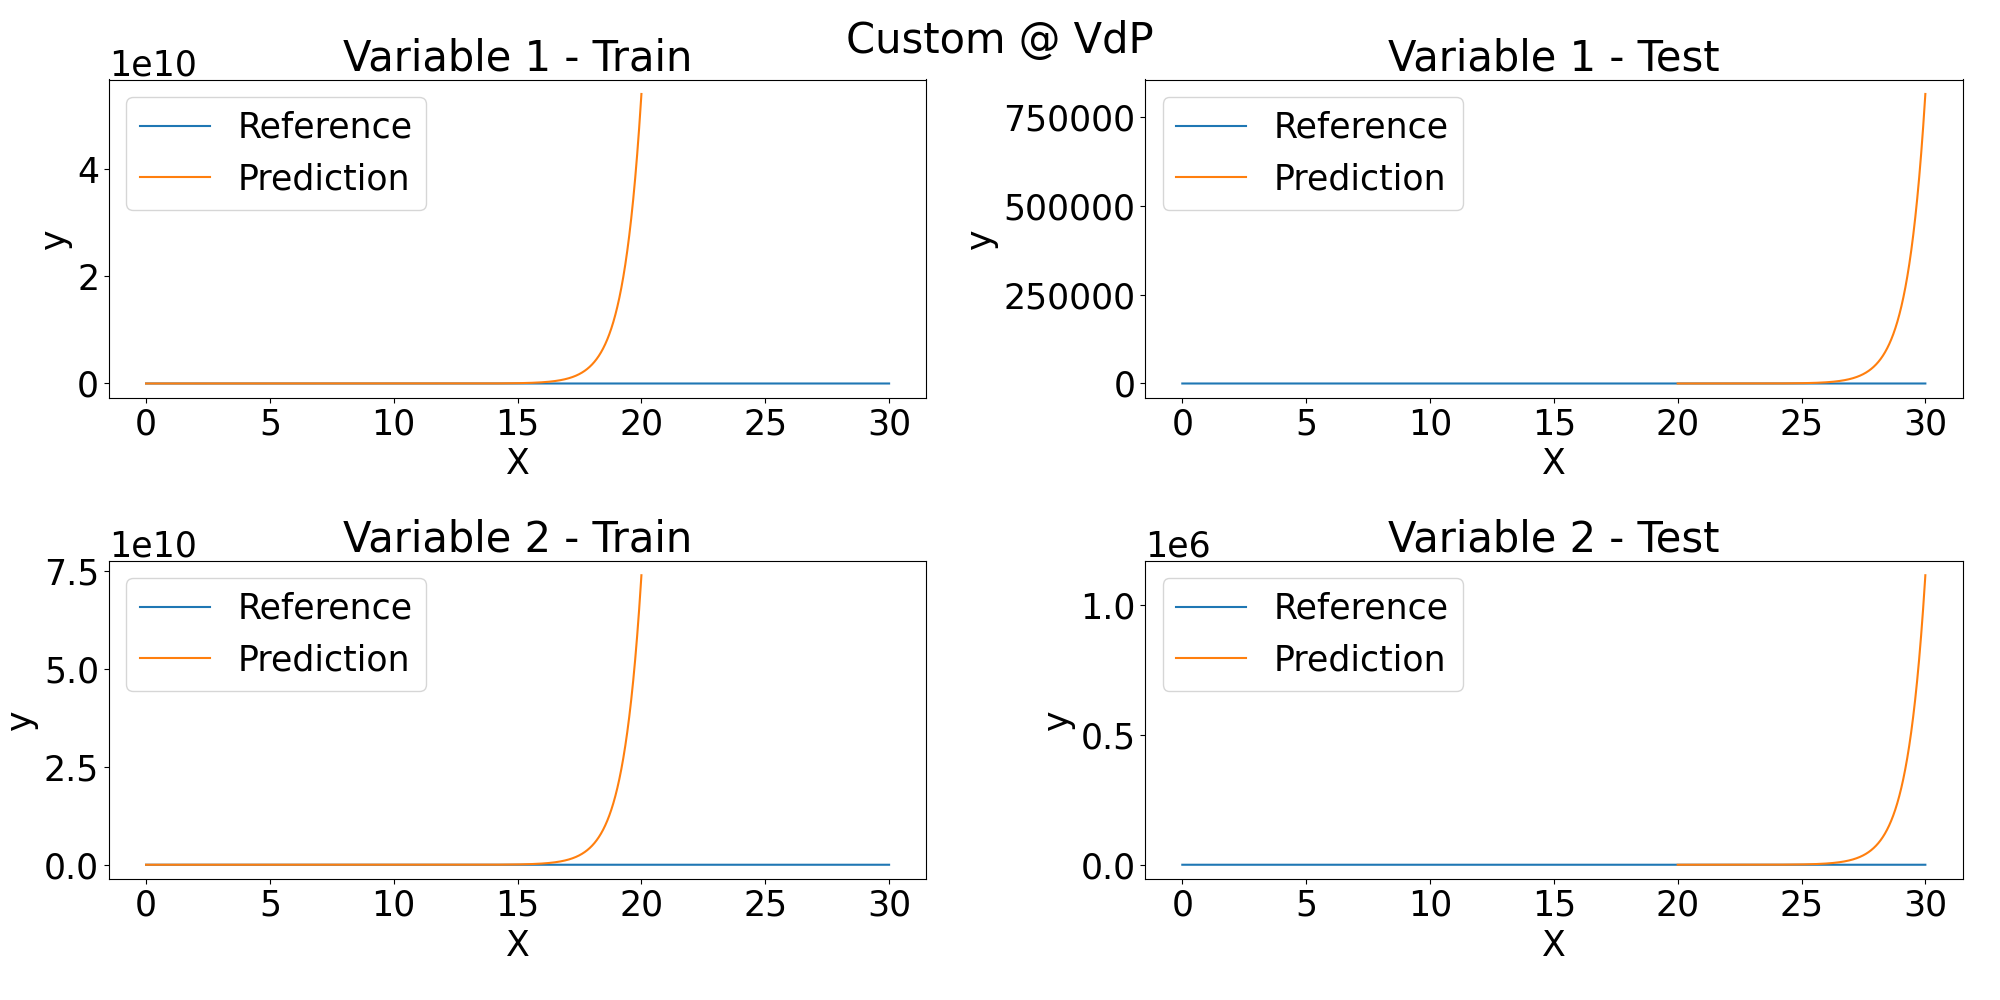 Custom @ VdP
Variable 1 - Train
1e10
Reference
Prediction
4
2
0
y
0 5 10 15 20 25 30
X
Variable 1 - Test
Reference
Prediction
750000
500000
250000
0
y
0 5 10 15 20 25 30
X
Variable 2 - Train
1e10
Reference
Prediction
7.5
5.0
2.5
0.0
y
0 5 10 15 20 25 30
X
Variable 2 - Test
1e6
Reference
Prediction
1.0
0.5
0.0
y
0 5 10 15 20 25 30
X